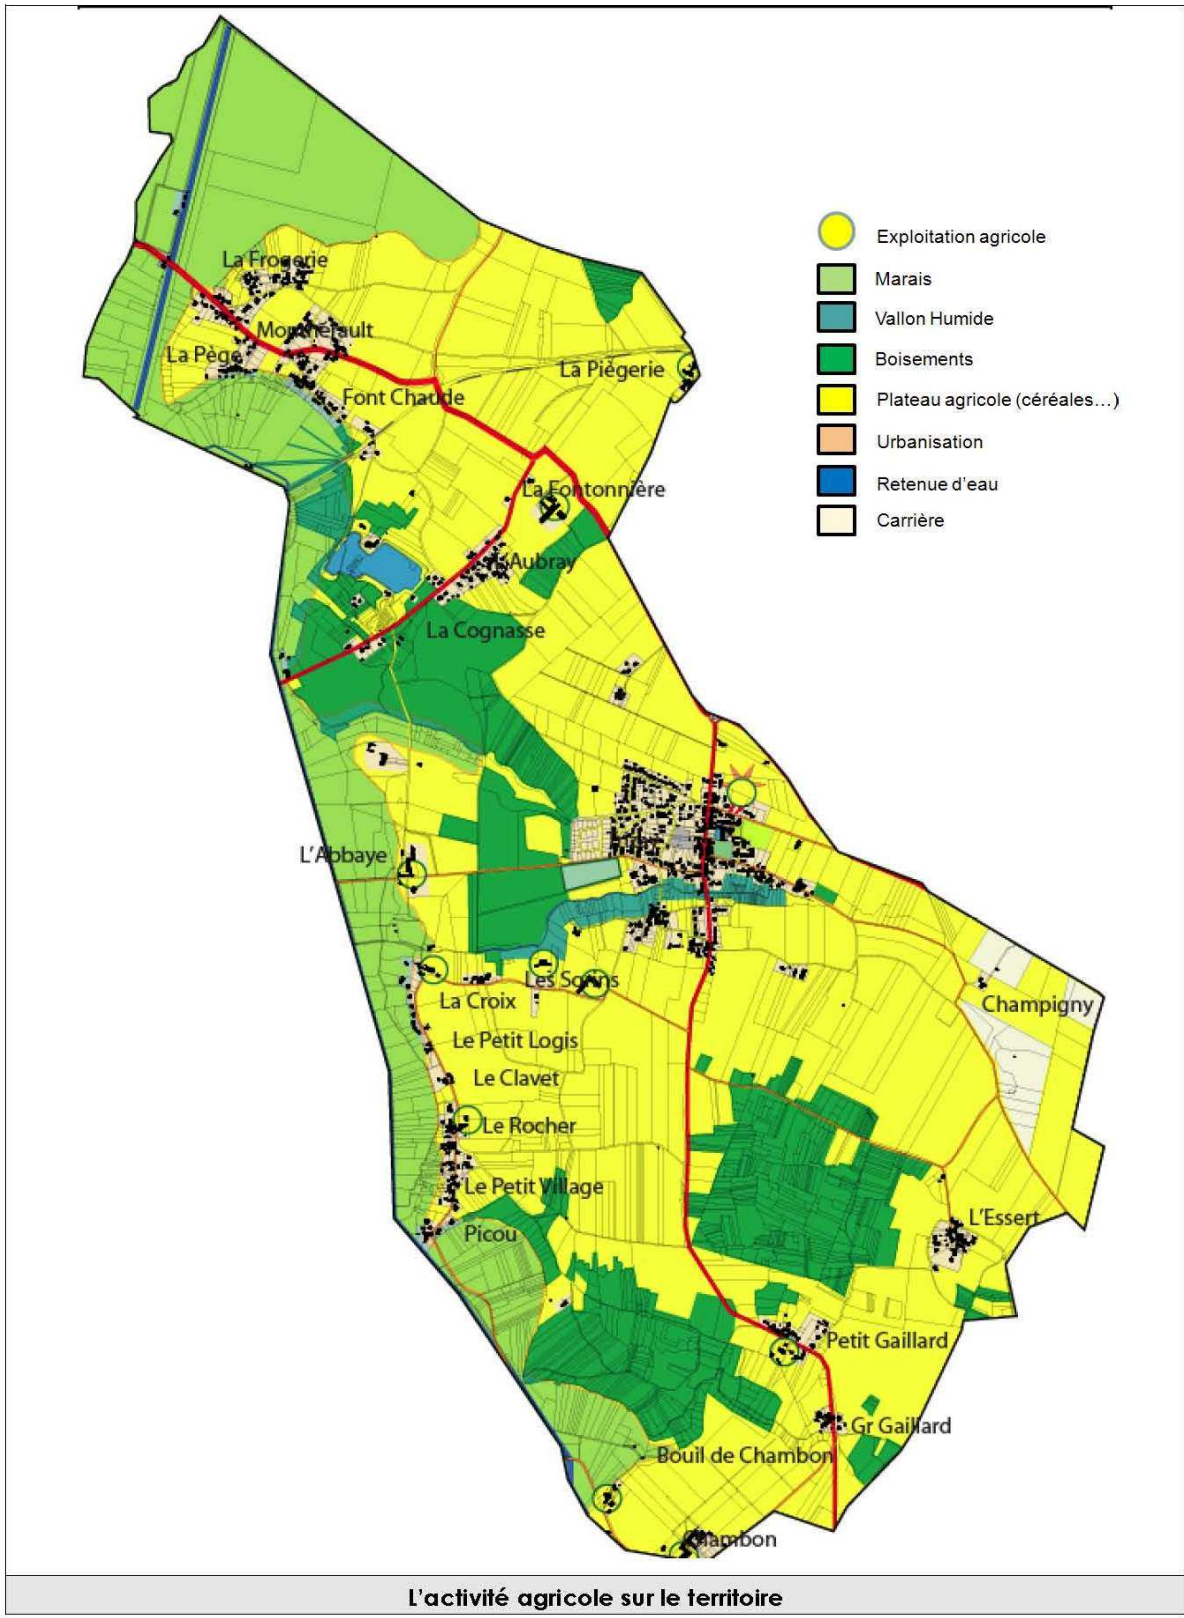 La Frogerie
Exploitation agricole
Marais
Vallon Humide
Monthérault
La Pège
Boisements
La Piègerie
Font Chaude
Plateau agricole (céréales…)
Urbanisation
Retenue d'eau
La Fontonnière
Carrière
L'Aubray
La Cognasse
L'Abbaye
Les Sorins
La Croix
Champigny
Le Petit Logis
Le Clavet
Le Rocher
Le Petit Village
L'Essert
Picou
Petit Gaillard
Gr Gaillard
Bouil de Chambon
Chambon
L'activité agricole sur le territoire